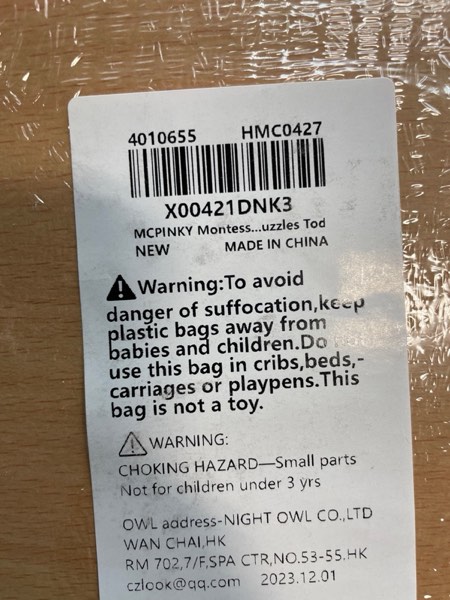 4010655 HMC0427
X00421DNK3
MCPINKY Montess...uzzles Tod
NEW MADE IN CHINA
Warning:To avoid
danger of suffocation,keep
plastic bags away from
babies and children.Do
use this bag in cribs,beds,-
carriages or playpens.This
bag is not a toy.
WARNING:
CHOKING HAZARD—Small parts
Not for children under 3 yrs
OWL address-NIGHT OWL CO.,LTD
WAN CHAI,HK
RM 702,7/F,SPA CTR,NO.53-55.HK
czlook@qq.com 2023.12.01